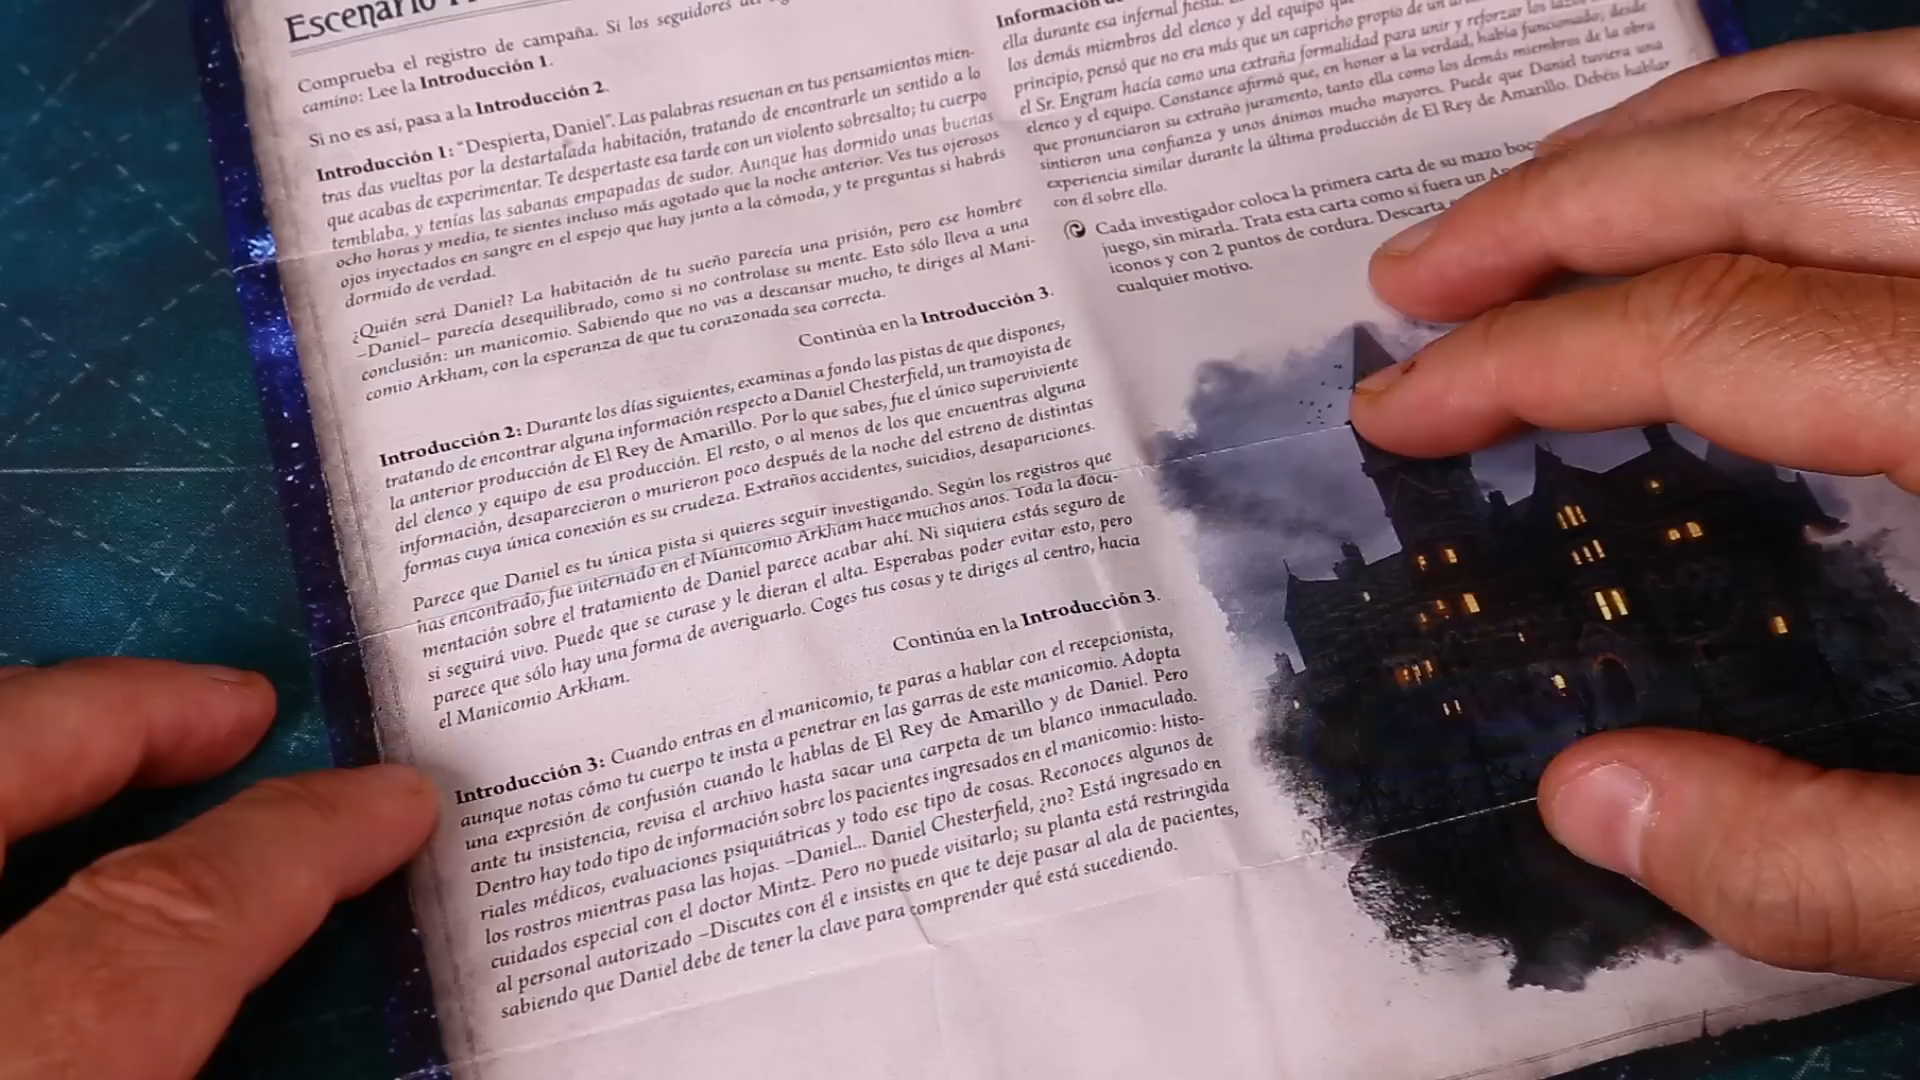 Escenario
Comprueba el registro de campaña. Si los seguidores del
camino: Lee la Introducción 1.
Si no es así, pasa a la Introducción 2.
Introducción 1: “Despierta, Daniel”. Las palabras resuenan en tus pensamientos mien-
tras das vueltas por la destartalada habitación, tratando de encontrarle un sentido a lo
que acabas de experimentar. Te despertaste esa tarde con un violento sobresalto; tu cuerpo
temblaba, y tenías las sabanas empapadas de sudor. Aunque has dormido unas buenas
ocho horas y media, te sientes incluso más agotado que la noche anterior. Ves tus ojerosos
ojos inyectados en sangre en el espejo que hay junto a la cómoda, y te preguntas si habrás
dormido de verdad.
¿Quién será Daniel? La habitación de tu sueño parecía una prisión, pero ese hombre
–Daniel– parecía desequilibrado, como si no controlase su mente. Esto sólo lleva a una
conclusión: un manicomio. Sabiendo que no vas a descansar mucho, te diriges al Mani-
comio Arkham, con la esperanza de que tu corazonada sea correcta.
Continúa en la Introducción 3.
Introducción 2: Durante los días siguientes, examinas a fondo las pistas de que dispones,
tratando de encontrar alguna información respecto a Daniel Chesterfield, un tramoyista de
la anterior producción de El Rey de Amarillo. Por lo que sabes, fue el único superviviente
del elenco y equipo de esa producción. El resto, o al menos de los que encuentras alguna
información, desaparecieron o murieron poco después de la noche del estreno de distintas
formas cuya única conexión es su crudeza. Extraños accidentes, suicidios, desapariciones.
Parece que Daniel es tu única pista si quieres seguir investigando. Según los registros que
has encontrado, fue internado en el Manicomio Arkham hace muchos años. Toda la docu-
mentación sobre el tratamiento de Daniel parece acabar ahí. Ni siquiera estás seguro de
si seguirá vivo. Puede que se curase y le dieran el alta. Esperabas poder evitar esto, pero
parece que sólo hay una forma de averiguarlo. Coges tus cosas y te diriges al centro, hacia
el Manicomio Arkham.
Continúa en la Introducción 3.
Introducción 3: Cuando entras en el manicomio, te paras a hablar con el recepcionista,
aunque notas cómo tu cuerpo te insta a penetrar en las garras de este manicomio. Adopta
una expresión de confusión cuando le hablas de El Rey de Amarillo y de Daniel. Pero
ante tu insistencia, revisa el archivo hasta sacar una carpeta de un blanco inmaculado.
Dentro hay todo tipo de información sobre los pacientes ingresados en el manicomio: histo-
riales médicos, evaluaciones psiquiátricas y todo ese tipo de cosas. Reconoces algunos de
los rostros mientras pasa las hojas. –Daniel... Daniel Chesterfield, ¿no? Está ingresado en
cuidados especial con el doctor Mintz. Pero no puede visitarlo; su planta está restringida
al personal autorizado –Discutes con él e insistes en que te deje pasar al ala de pacientes,
sabiendo que Daniel debe de tener la clave para comprender qué está sucediendo.
Información
ella durante esa infernal fiesta.
los demás miembros del elenco y del equipo que
principio, pensó que no era más que un capricho propio de un
el Sr. Engram hacía como una extraña formalidad para unir y reforzar los lazos
elenco y el equipo. Constance afirmó que, en honor a la verdad, había funcionado; desde
que pronunciaron su extraño juramento, tanto ella como los demás miembros de la obra
sintieron una confianza y unos ánimos mucho mayores. Puede que Daniel tuviera una
experiencia similar durante la última producción de El Rey de Amarillo. Debéis hablar
con él sobre ello.
Cada investigador coloca la primera carta de su mazo boca
juego, sin mirarla. Trata esta carta como si fuera un
iconos y con 2 puntos de cordura. Descarta
cualquier motivo.